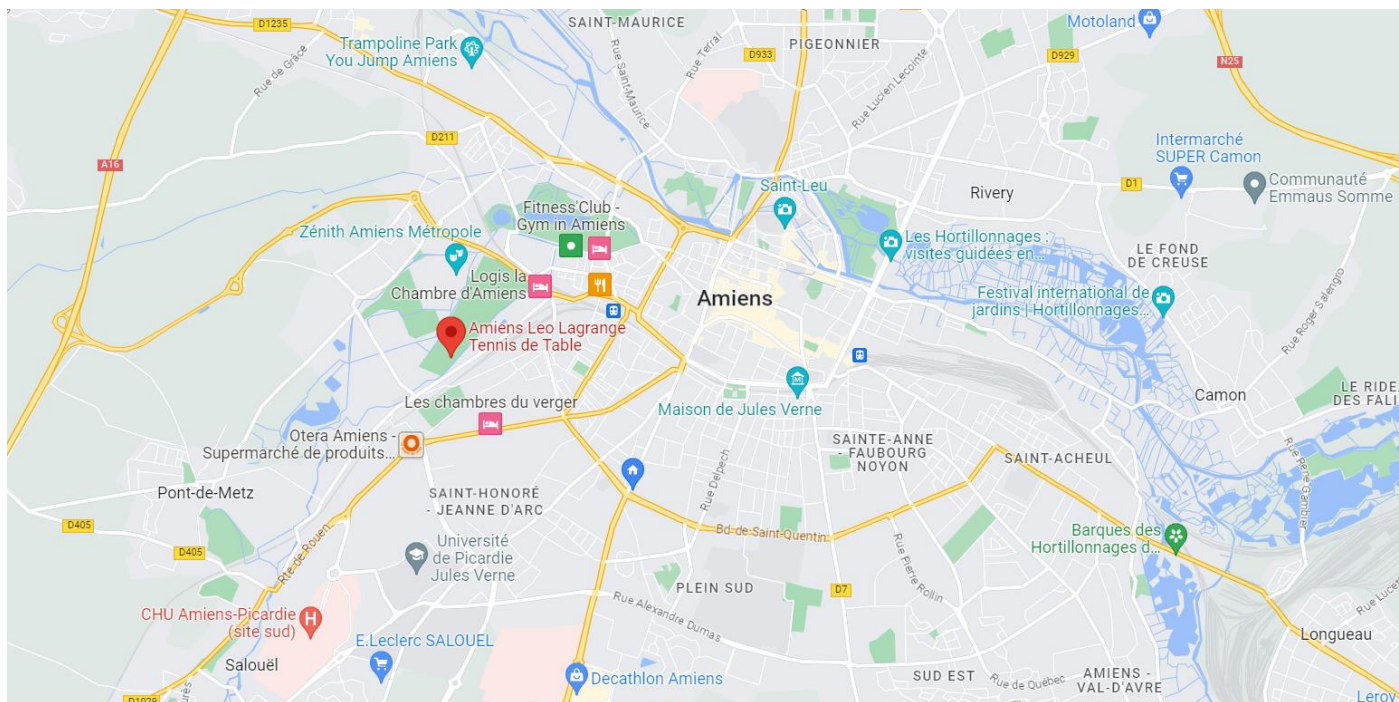 D1235
SAINT-MAURICE
Motoland
Trampoline Park
You Jump Amiens
PIGEONNIER
D933
D929
N25
Rue de Grâce
Rue Saint-Maurice
Rue Terral
Rue Lucien Lecointe
D211
A16
Intermarché
SUPER Camon
D1
Communauté
Emmaus Somme
Saint-Leu
Rivery
Fitness'Club -
Gym in Amiens
Zénith Amiens Métropole
Les Hortillonnages :
visites guidées en...
LE FOND
DE CREUSE
Logis la
Chambre d'Amiens
Amiens
Festival international de
jardins | Hortillonnages...
Rue Roger Salengro
Amiens Leo Lagrange
Tennis de Table
Les chambres du verger
Maison de Jules Verne
Camon
LE RIDE
DES FALI
Otera Amiens -
Supermarché de produits...
SAINTE-ANNE
- FAUBOURG
NOYON
SAINT-ACHEUL
Rue René Gambier
Pont-de-Metz
SAINT-HONORÉ
- JEANNE D'ARC
Rue Delpech
D405
D405
Rte de Rouen
Bd de Saint-Quentin
Barques des
Hortillonnages d...
Université
de Picardie
Jules Verne
Rue Pierre Rollin
PLEIN SUD
D7
Rue Alexandre Dumas
CHU Amiens-Picardie
(site sud)
H
Longueau
E.Leclerc SALOUEL
Salouël
Decathlon Amiens
SUD EST
Rue de Québec
AMIENS -
VAL-D'AVRE
Leroy
D1029